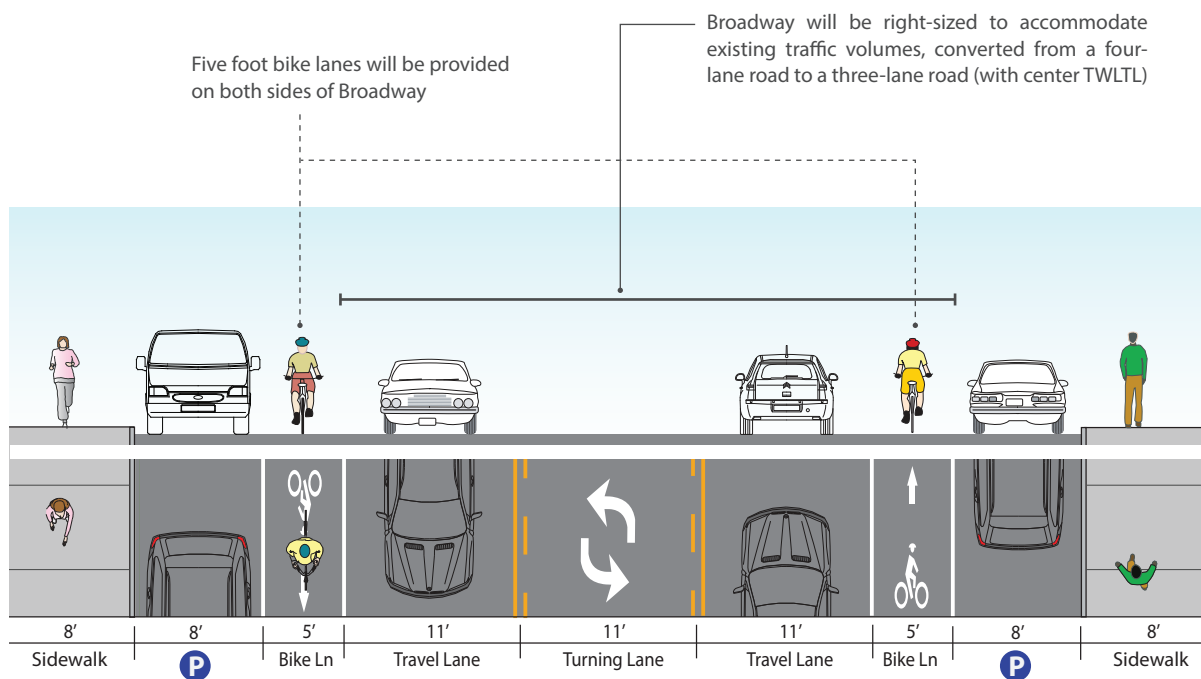 Broadway will be right-sized to accommodate
existing traffic volumes, converted from a four-
lane road to a three-lane road (with center TWLTL)
Five foot bike lanes will be provided
on both sides of Broadway
8’ 8’ 5’ 11’ 11’ 11’ 5’ 8’ 8’
Sidewalk P Bike Ln Travel Lane Turning Lane Travel Lane Bike Ln P Sidewalk